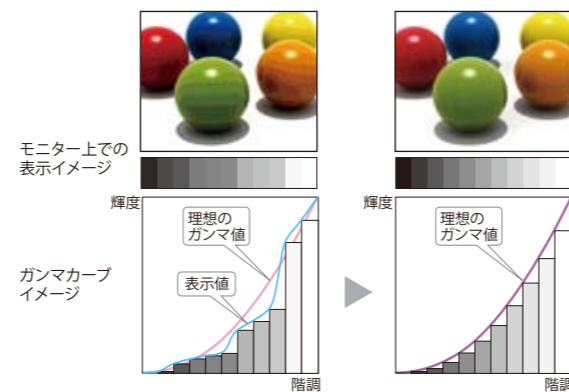 モニター上での
表示イメージ
輝度
理想の
ガンマ値
表示値
ガンマカーブ
イメージ
階調
輝度
理想の
ガンマ値
階調